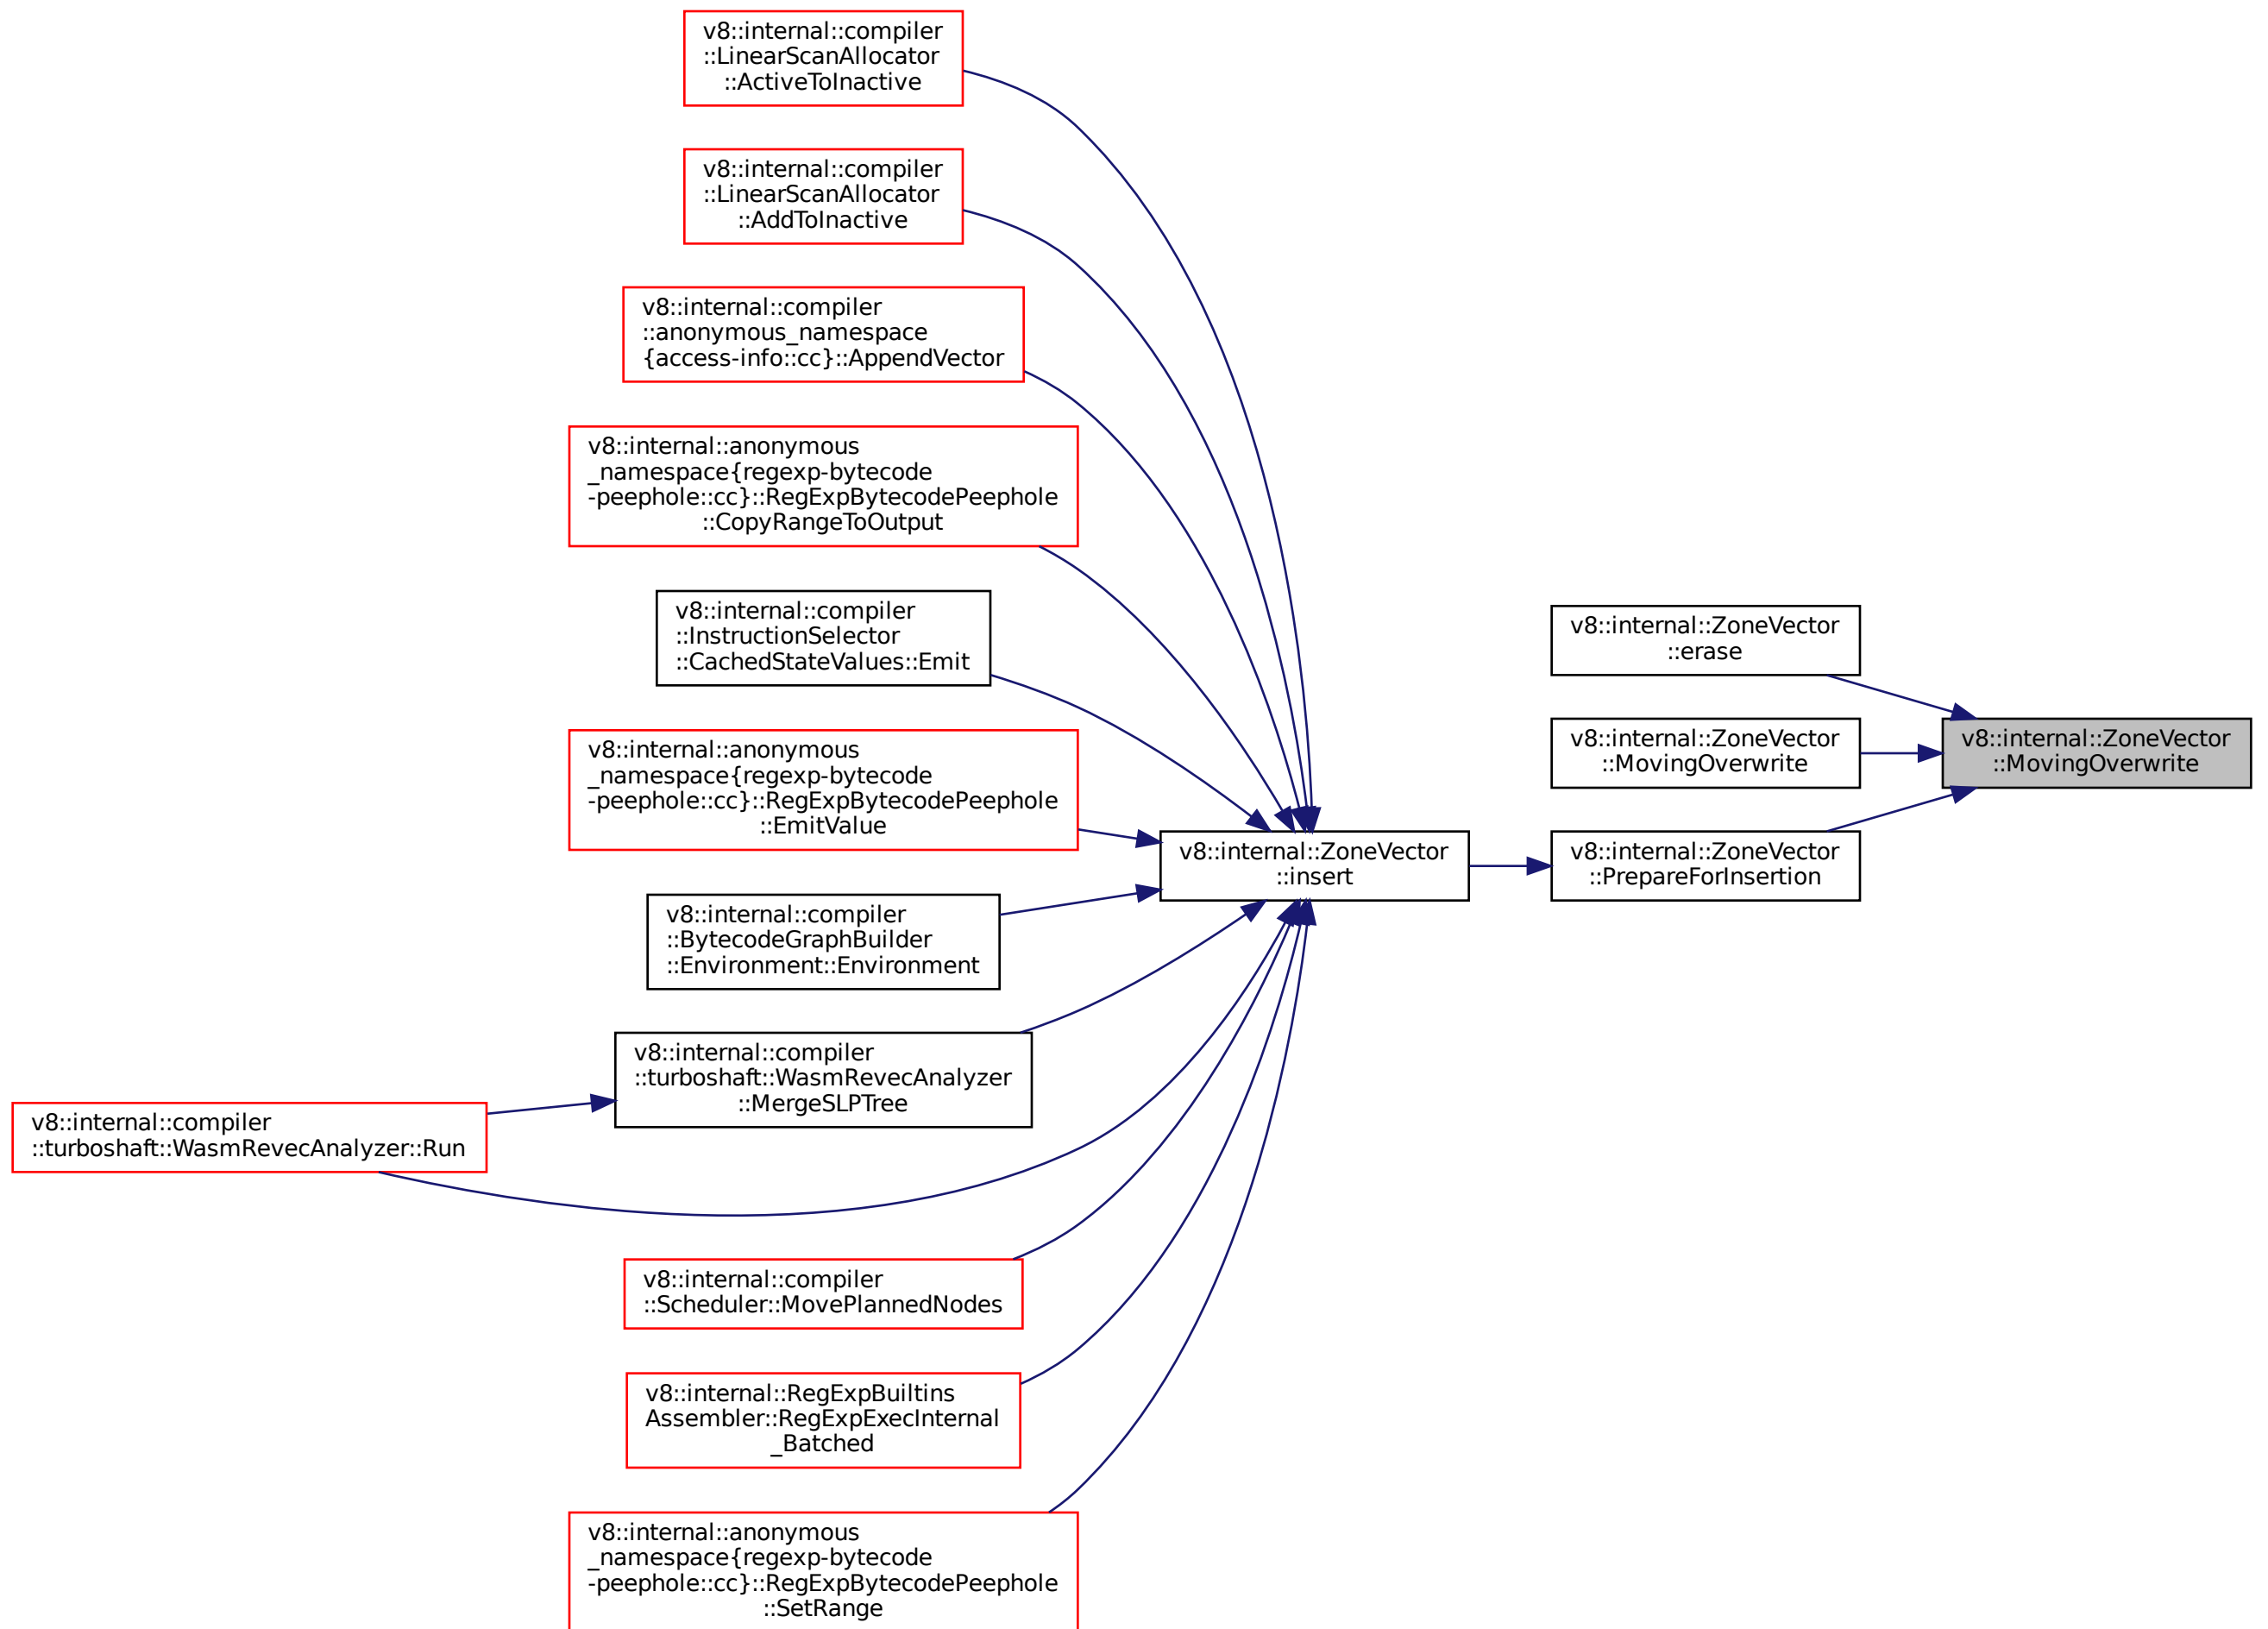 v8::internal::compiler
::LinearScanAllocator
::ActiveToInactive
v8::internal::compiler
::LinearScanAllocator
::AddToInactive
v8::internal::compiler
::anonymous_namespace
{access-info::cc}::AppendVector
v8::internal::anonymous
_namespace{regexp-bytecode
-peephole::cc}::RegExpBytecodePeephole
::CopyRangeToOutput
v8::internal::compiler
::InstructionSelector
::CachedStateValues::Emit
v8::internal::ZoneVector
::erase
v8::internal::ZoneVector
::MovingOverwrite
v8::internal::ZoneVector
::MovingOverwrite
v8::internal::anonymous
_namespace{regexp-bytecode
-peephole::cc}::RegExpBytecodePeephole
::EmitValue
v8::internal::ZoneVector
::insert
v8::internal::ZoneVector
::PrepareForInsertion
v8::internal::compiler
::BytecodeGraphBuilder
::Environment::Environment
v8::internal::compiler
::turboshaft::WasmRevecAnalyzer
::MergeSLPTree
v8::internal::compiler
::turboshaft::WasmRevecAnalyzer::Run
v8::internal::compiler
::Scheduler::MovePlannedNodes
v8::internal::RegExpBuiltins
Assembler::RegExpExecInternal
_Batched
v8::internal::anonymous
_namespace{regexp-bytecode
-peephole::cc}::RegExpBytecodePeephole
::SetRange